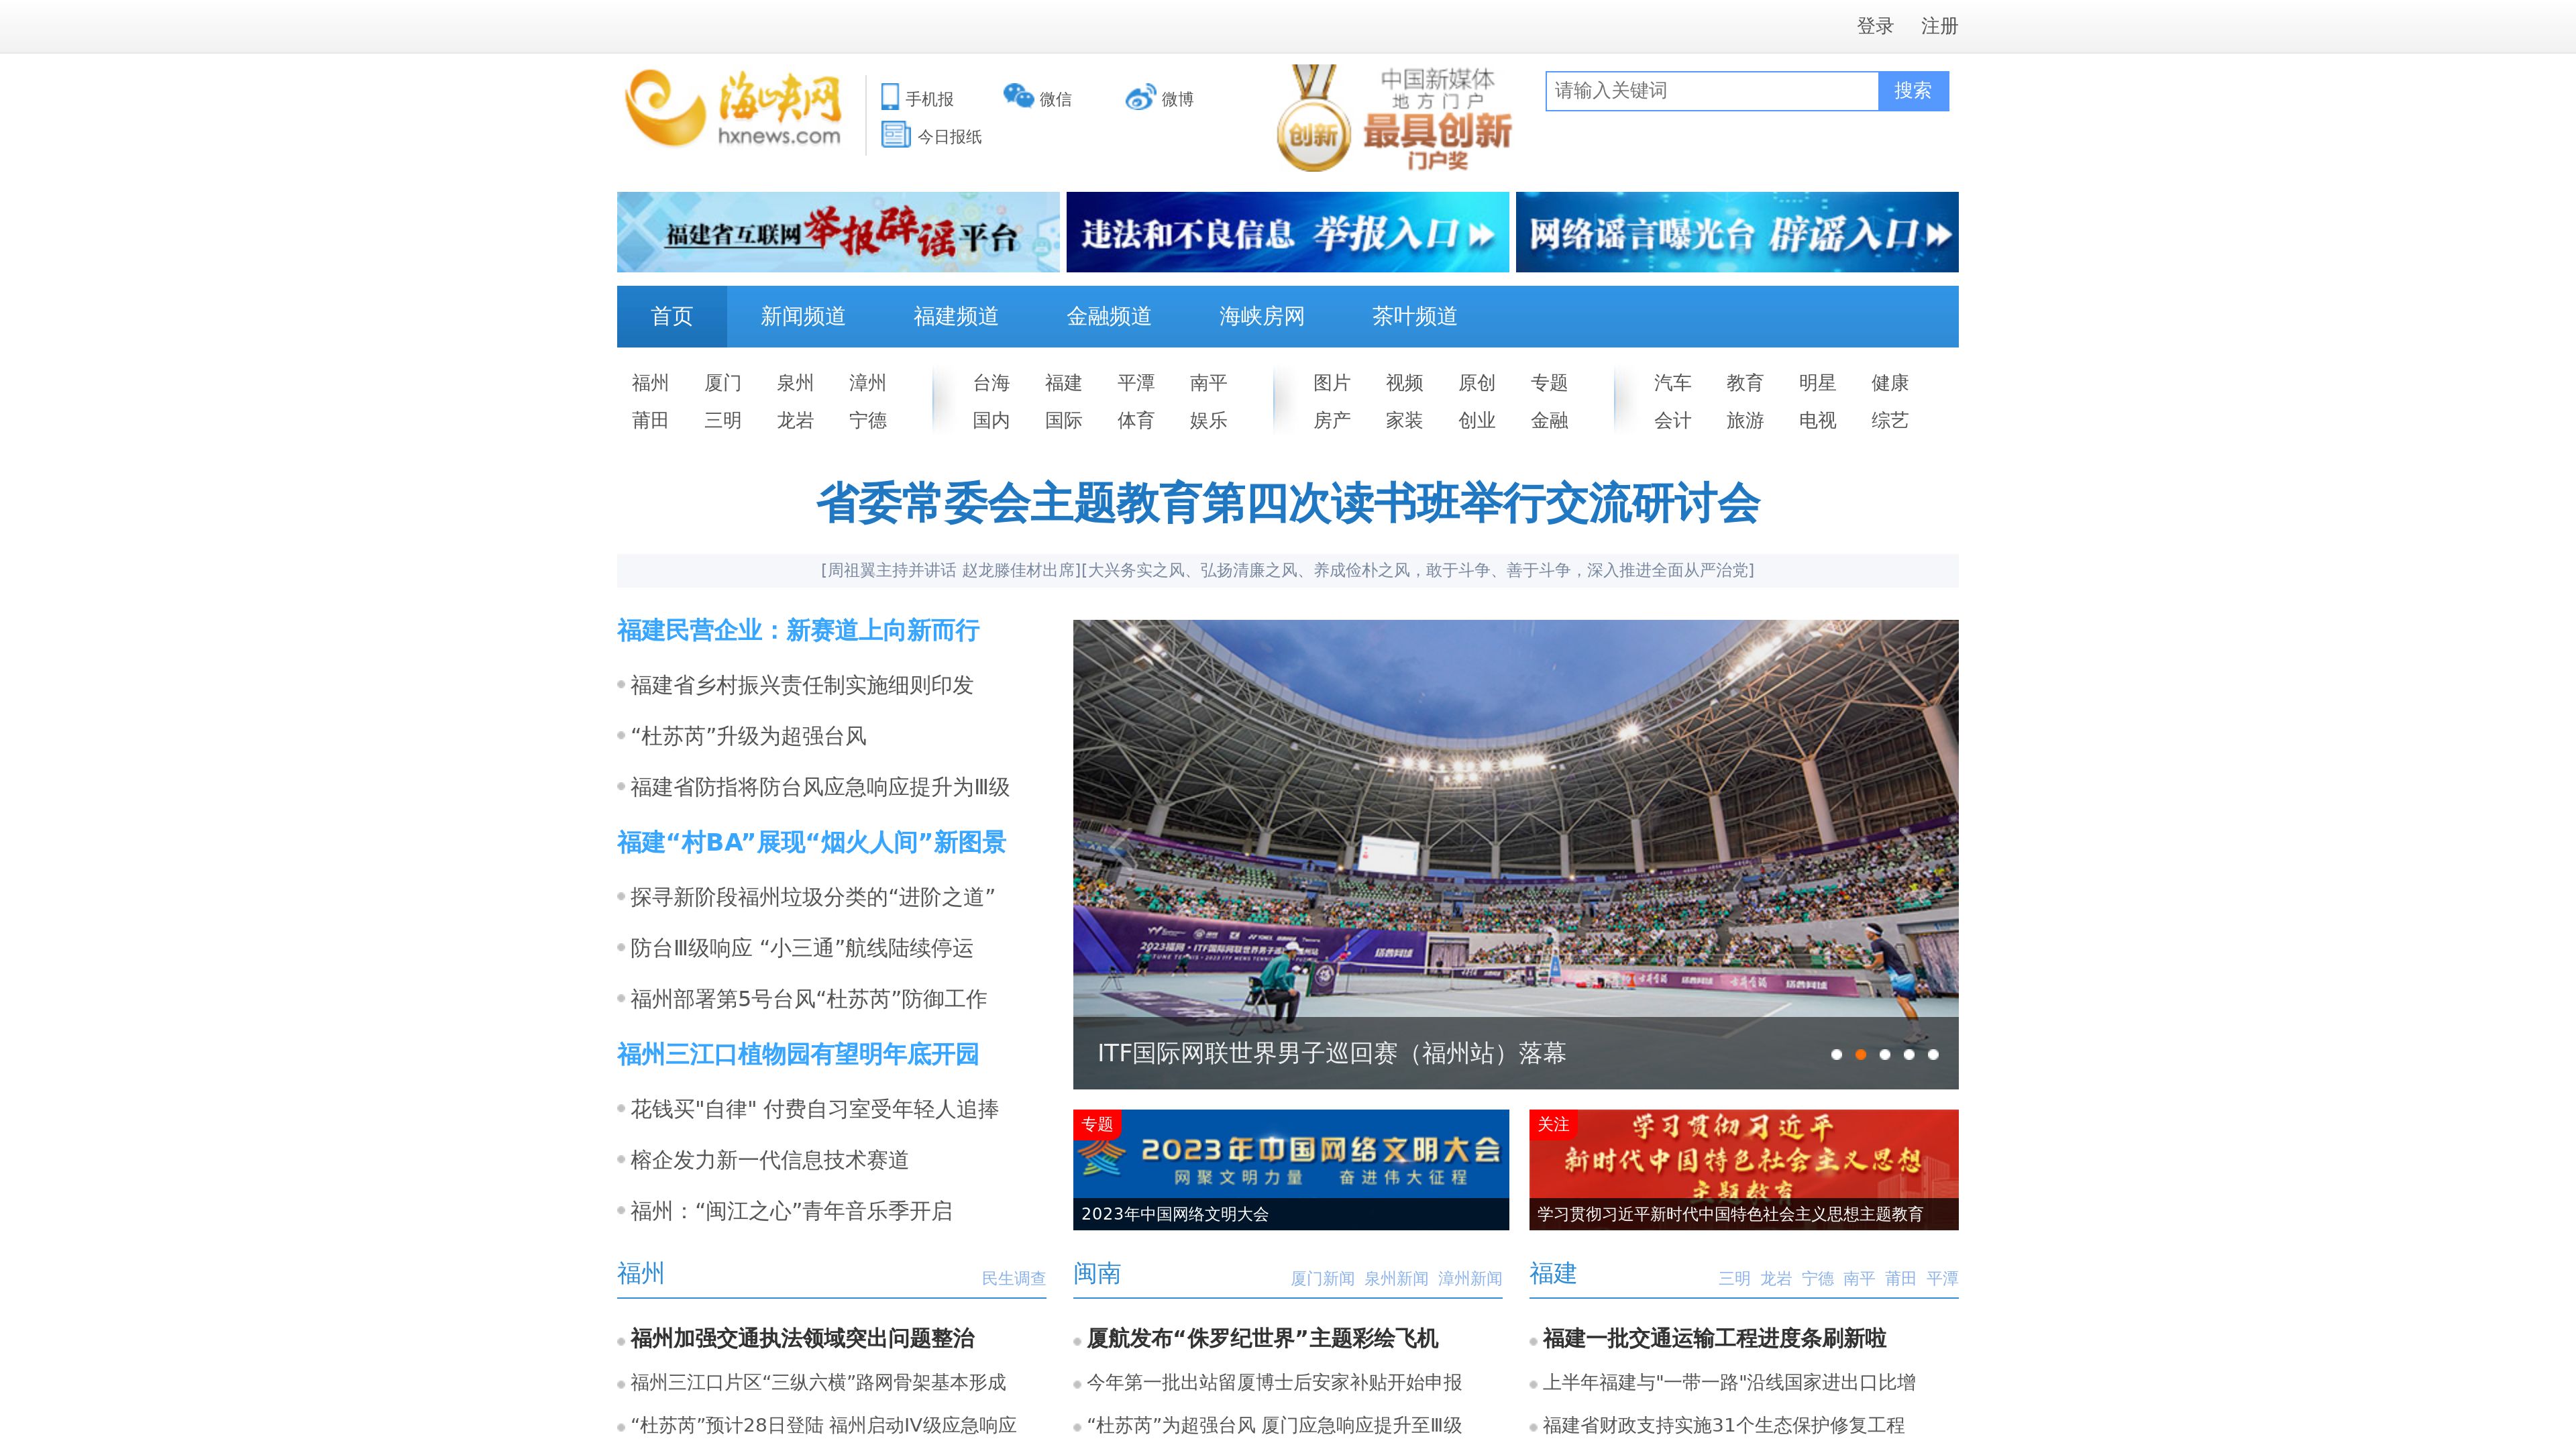 登录 注册
海峡网
hxnews.com
手机报 微信 微博
今日报纸
创新
中国新媒体
地方门户
最具创新
门户奖
请输入关键词 搜索
福建省互联网举报辟谣平台
违法和不良信息 举报入口
网络谣言曝光台 辟谣入口
首页 新闻频道 福建频道 金融频道 海峡房网 茶叶频道
福州 厦门 泉州 漳州 台海 福建 平潭 南平 图片 视频 原创 专题 汽车 教育 明星 健康
莆田 三明 龙岩 宁德 国内 国际 体育 娱乐 房产 家装 创业 金融 会计 旅游 电视 综艺
省委常委会主题教育第四次读书班举行交流研讨会
[周祖翼主持并讲话 赵龙滕佳材出席][大兴务实之风、弘扬清廉之风、养成俭朴之风，敢于斗争、善于斗争，深入推进全面从严治党]
福建民营企业：新赛道上向新而行
福建省乡村振兴责任制实施细则印发
“杜苏芮”升级为超强台风
福建省防指将防台风应急响应提升为Ⅲ级
福建“村BA”展现“烟火人间”新图景
探寻新阶段福州垃圾分类的“进阶之道”
防台Ⅲ级响应 “小三通”航线陆续停运
福州部署第5号台风“杜苏芮”防御工作
福州三江口植物园有望明年底开园
花钱买"自律" 付费自习室受年轻人追捧
榕企发力新一代信息技术赛道
福州：“闽江之心”青年音乐季开启
ITF国际网联世界男子巡回赛（福州站）落幕
专题
2023年中国网络文明大会
网聚文明力量 奋进伟大征程
2023年中国网络文明大会
关注
学习贯彻习近平
新时代中国特色社会主义思想
主题教育
学习贯彻习近平新时代中国特色社会主义思想主题教育
福州 民生调查
福州加强交通执法领域突出问题整治
福州三江口片区“三纵六横”路网骨架基本形成
“杜苏芮”预计28日登陆 福州启动IV级应急响应
闽南 厦门新闻 泉州新闻 漳州新闻
厦航发布“侏罗纪世界”主题彩绘飞机
今年第一批出站留厦博士后安家补贴开始申报
“杜苏芮”为超强台风 厦门应急响应提升至Ⅲ级
福建 三明 龙岩 宁德 南平 莆田 平潭
福建一批交通运输工程进度条刷新啦
上半年福建与"一带一路"沿线国家进出口比增
福建省财政支持实施31个生态保护修复工程